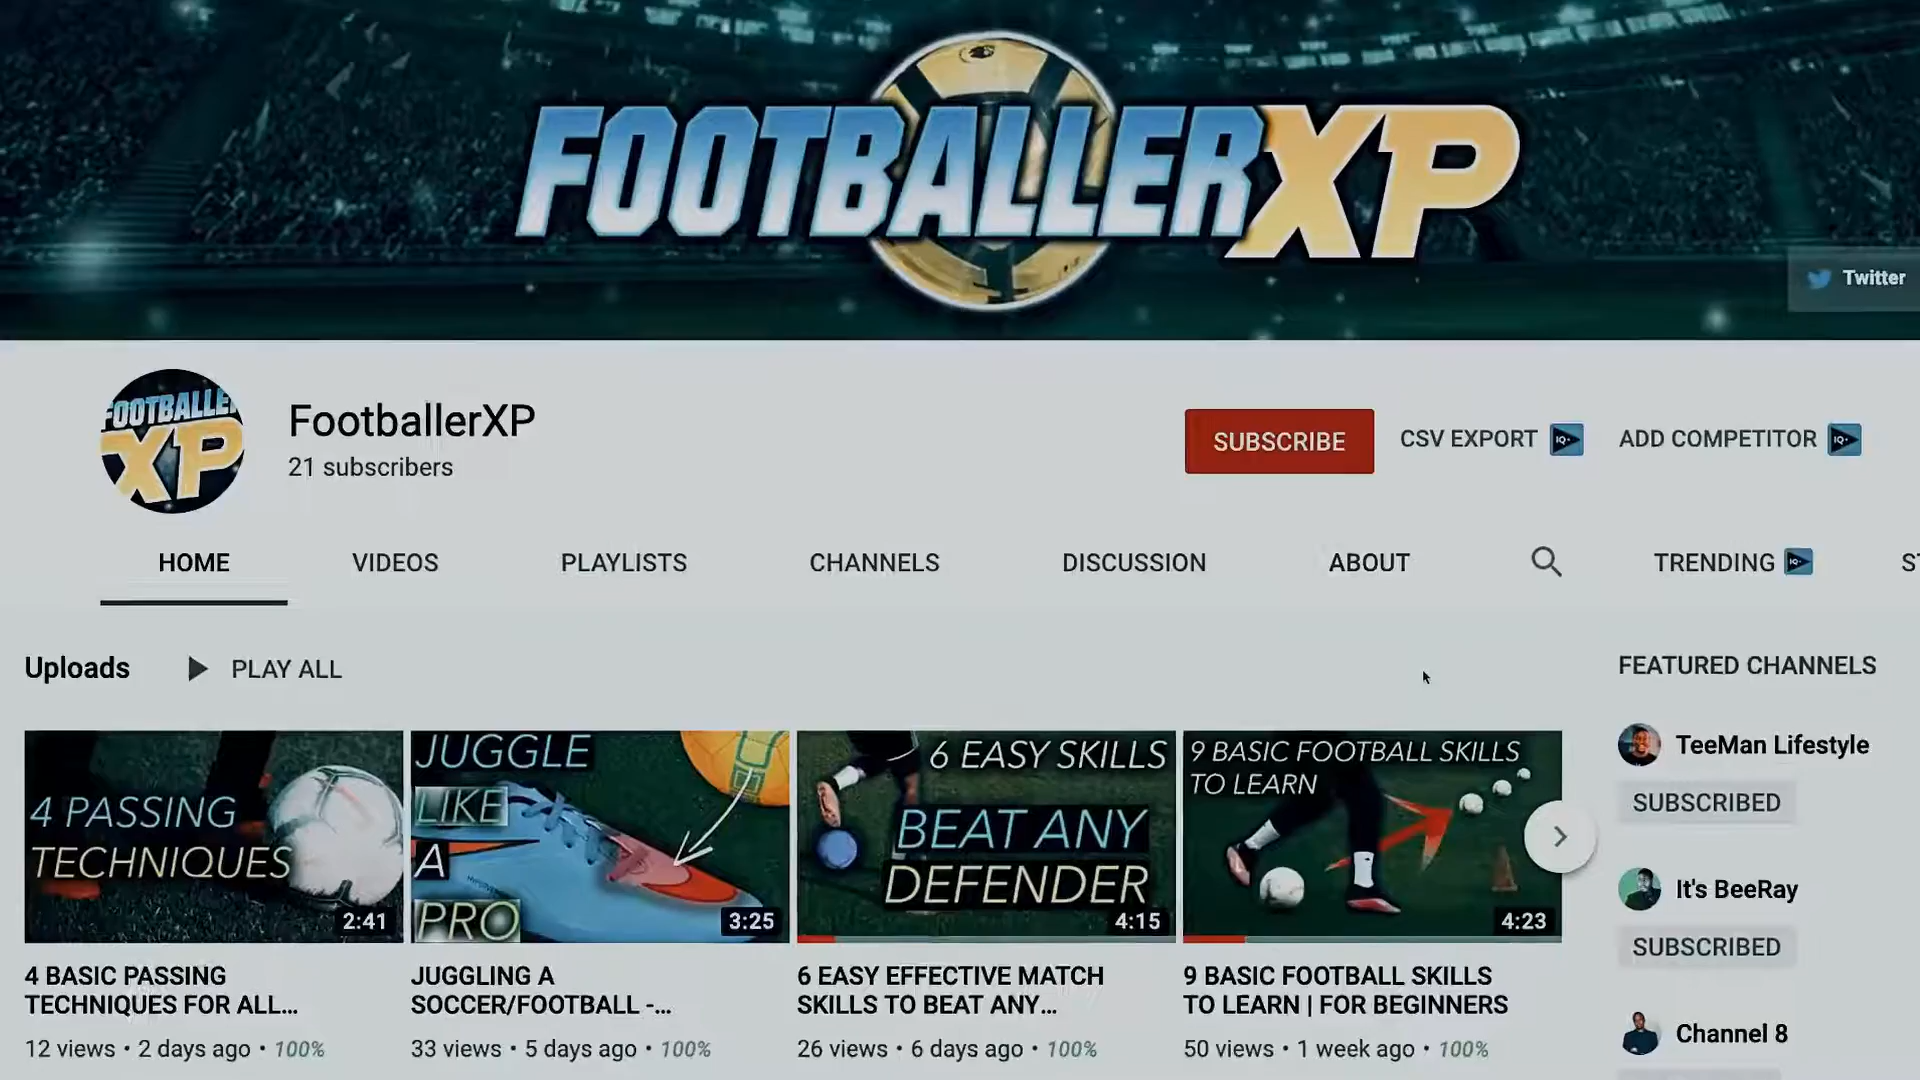 FOOTBALLERXP
Twitter
FOOTBALLER
XP
FootballerXP
21 subscribers
SUBSCRIBE
CSV EXPORT IQ
ADD COMPETITOR IQ
HOME
VIDEOS
PLAYLISTS
CHANNELS
DISCUSSION
ABOUT
TRENDING IQ
ST
Uploads
PLAY ALL
FEATURED CHANNELS
4 PASSING
TECHNIQUES
2:41
JUGGLE
LIKE
A
PRO
3:25
6 EASY SKILLS
BEAT ANY
DEFENDER
4:15
9 BASIC FOOTBALL SKILLS
TO LEARN
4:23
4 BASIC PASSING
TECHNIQUES FOR ALL...
12 views • 2 days ago • 100%
JUGGLING A
SOCCER/FOOTBALL -...
33 views • 5 days ago • 100%
6 EASY EFFECTIVE MATCH
SKILLS TO BEAT ANY...
26 views • 6 days ago • 100%
9 BASIC FOOTBALL SKILLS
TO LEARN | FOR BEGINNERS
50 views • 1 week ago • 100%
TeeMan Lifestyle
SUBSCRIBED
It's BeeRay
SUBSCRIBED
Channel 8